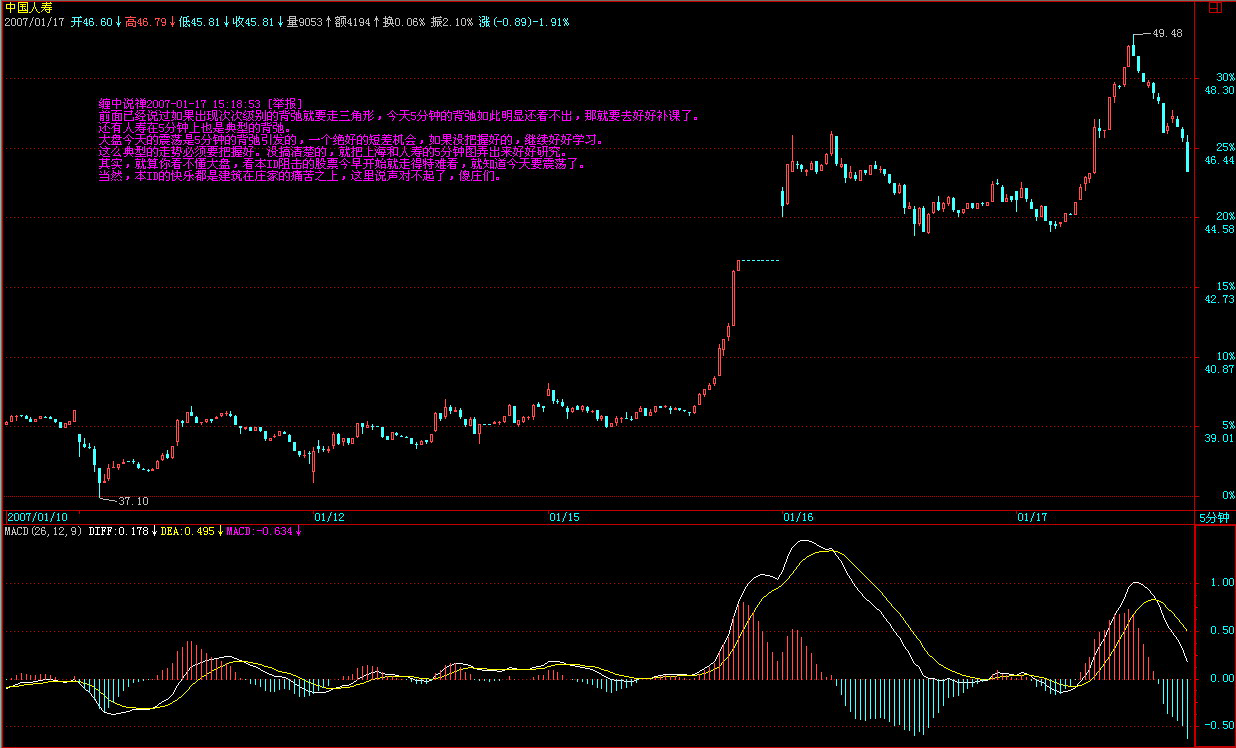 中国人寿
2007/01/17 开46.60↓高46.79↓低45.81↓收45.81↓量9053↑额4194↑换0.06% 振2.10% 涨(-0.89)-1.91%
49.48
30%
48.30
缠中说禅2007-01-17 15:18:53 [举报]
前面已经说过如果出现次次级别的背弛就要走三角形，今天5分钟的背弛如此明显还看不出，那就要去好好补课了。
还有人寿在5分钟上也是典型的背弛。
大盘今天的震荡是5分钟的背弛引发的，一个绝好的短差机会，如果没把握好的，继续好好学习。
这么典型的走势必须要把握好。没搞清楚的，就把上海和人寿的5分钟图弄出来好好研究。
其实，就算你看不懂大盘，看本ID阻击的股票今早开始就走得特难看，就知道今天要震荡了。
当然，本ID的快乐都是建筑在庄家的痛苦之上，这里说声对不起了，傻庄们。
25%
46.44
20%
44.58
15%
42.73
10%
40.87
5%
39.01
0%
37.10
2007/01/10 01/12 01/15 01/16 01/17 5分钟
MACD(26,12,9) DIFF:0.178↓DEA:0.495↓MACD:-0.634↓
1.00
0.50
0.00
-0.50